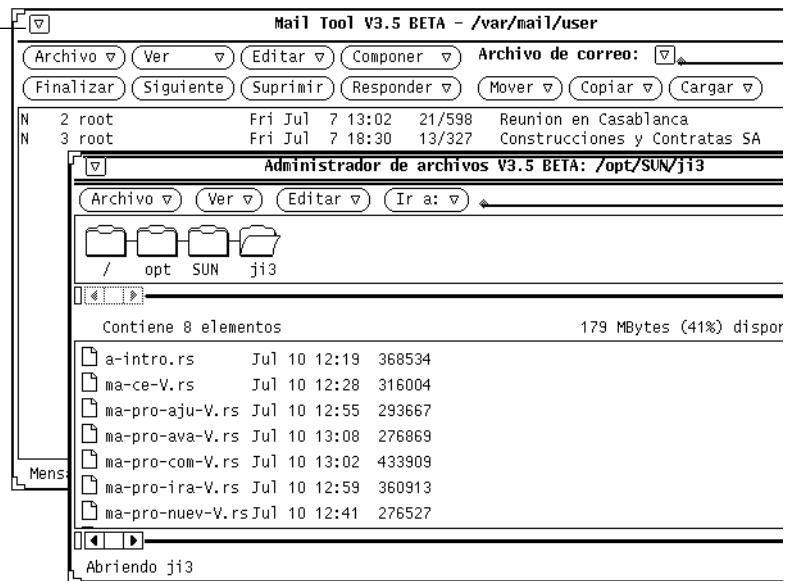 Mail Tool V3.5 BETA - /var/mail/user
Archivo Ver Editar Componer Archivo de correo:
Finalizar Siguiente Suprimir Responder Mover Copiar Cargar
N 2 root Fri Jul 7 13:02 21/598 Reunion en Casablanca
N 3 root Fri Jul 7 18:30 13/327 Construcciones y Contratas SA
Administrador de archivos V3.5 BETA: /opt/SUN/ji3
Archivo Ver Editar Ir a:
/ opt SUN ji3
Contiene 8 elementos 179 MBytes (41%) dispor
a-intro.rs Jul 10 12:19 368534
ma-ce-V.rs Jul 10 12:28 316004
ma-pro-aju-V.rs Jul 10 12:55 293667
ma-pro-ava-V.rs Jul 10 13:08 276869
ma-pro-com-V.rs Jul 10 13:02 433909
ma-pro-ira-V.rs Jul 10 12:59 360913
ma-pro-nuev-V.rs Jul 10 12:41 276527
Mens
Abriendo ji3